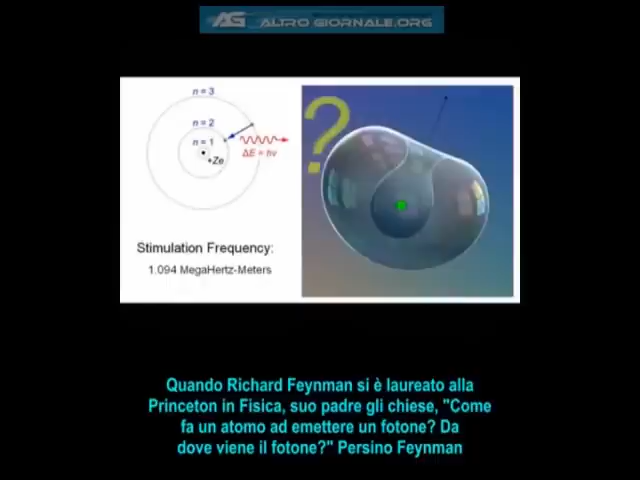 AG ALTRO GIORNALE.ORG
n = 3
n = 2
n = 1
+Ze
ΔE = hν
?
Stimulation Frequency:
1.094 MegaHertz-Meters
Quando Richard Feynman si è laureato alla
Princeton in Fisica, suo padre gli chiese, "Come
fa un atomo ad emettere un fotone? Da
dove viene il fotone?" Persino Feynman